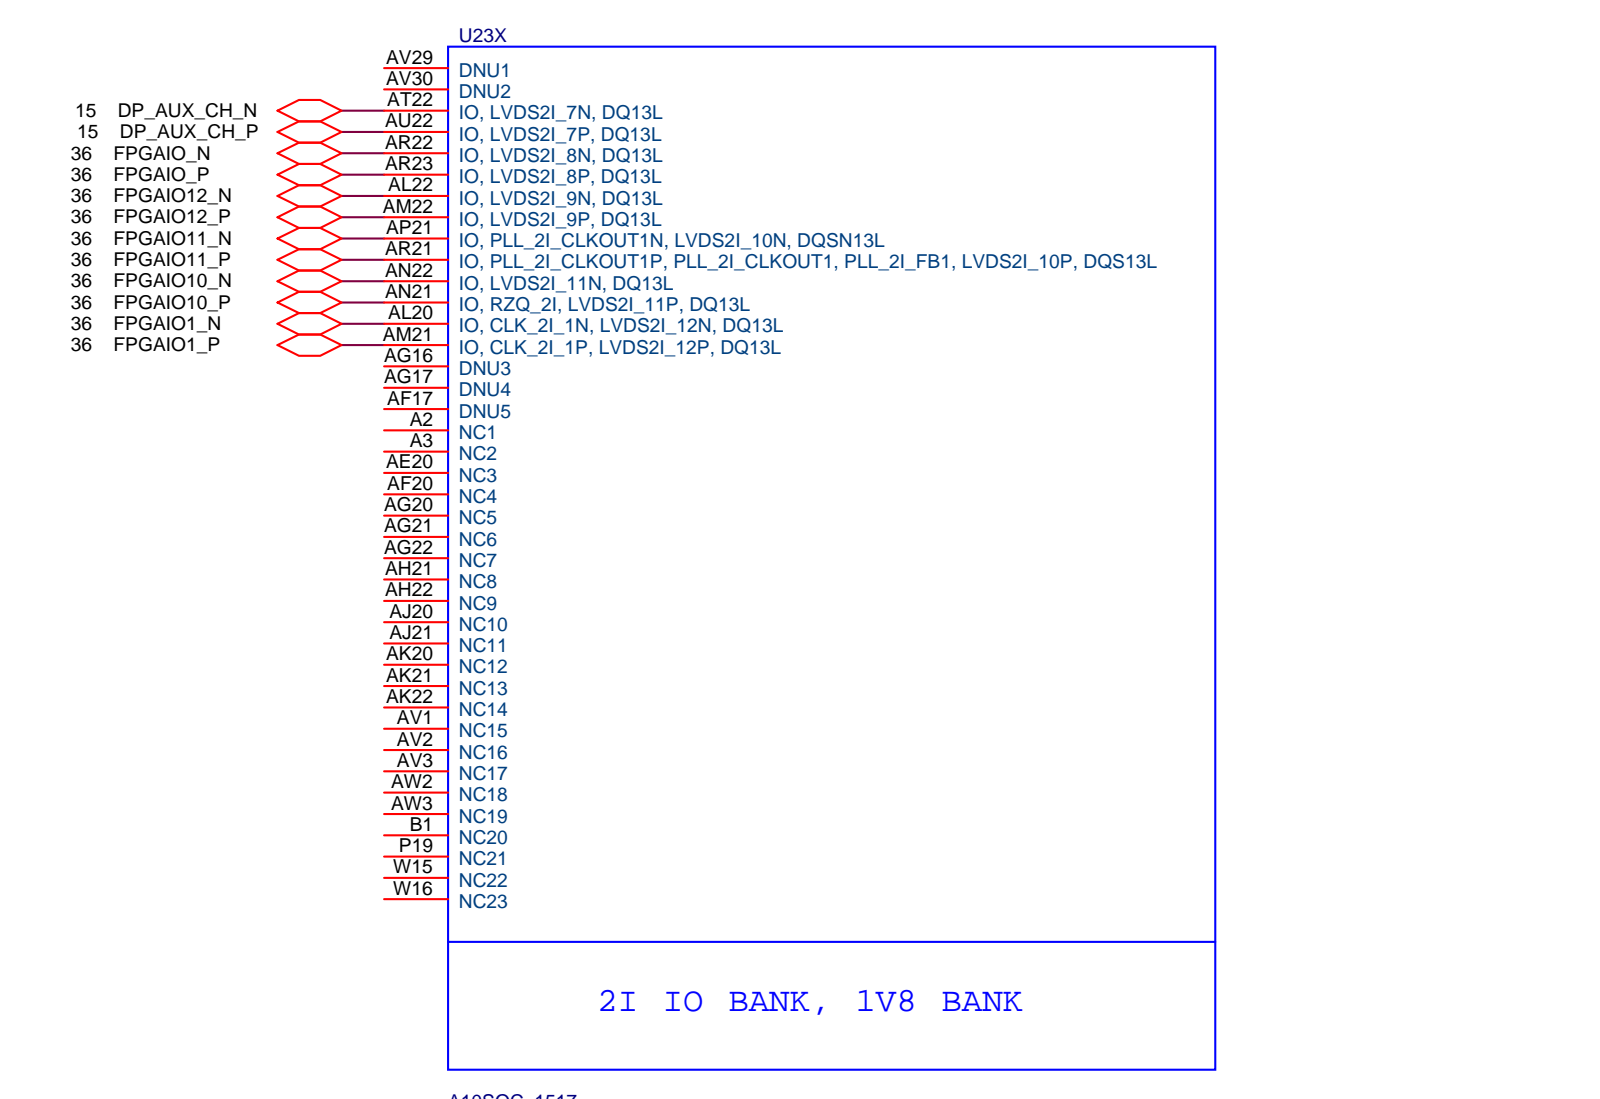 U23X
AV29 DNU1
AV30 DNU2
15 DP_AUX_CH_N AT22 IO, LVDS2I_7N, DQ13L
15 DP_AUX_CH_P AU22 IO, LVDS2I_7P, DQ13L
36 FPGAIO_N AR22 IO, LVDS2I_8N, DQ13L
36 FPGAIO_P AR23 IO, LVDS2I_8P, DQ13L
36 FPGAIO12_N AL22 IO, LVDS2I_9N, DQ13L
36 FPGAIO12_P AM22 IO, LVDS2I_9P, DQ13L
36 FPGAIO11_N AP21 IO, PLL_2I_CLKOUT1N, LVDS2I_10N, DQSN13L
36 FPGAIO11_P AR21 IO, PLL_2I_CLKOUT1P, PLL_2I_CLKOUT1, PLL_2I_FB1, LVDS2I_10P, DQS13L
36 FPGAIO10_N AN22 IO, LVDS2I_11N, DQ13L
36 FPGAIO10_P AN21 IO, RZQ_2I, LVDS2I_11P, DQ13L
36 FPGAIO1_N AL20 IO, CLK_2I_1N, LVDS2I_12N, DQ13L
36 FPGAIO1_P AM21 IO, CLK_2I_1P, LVDS2I_12P, DQ13L
AG16 DNU3
AG17 DNU4
AF17 DNU5
A2 NC1
A3 NC2
AE20 NC3
AF20 NC4
AG20 NC5
AG21 NC6
AG22 NC7
AH21 NC8
AH22 NC9
AJ20 NC10
AJ21 NC11
AK20 NC12
AK21 NC13
AK22 NC14
AV1 NC15
AV2 NC16
AV3 NC17
AW2 NC18
AW3 NC19
B1 NC20
P19 NC21
W15 NC22
W16 NC23
2I IO BANK, 1V8 BANK
A10SOC_1517